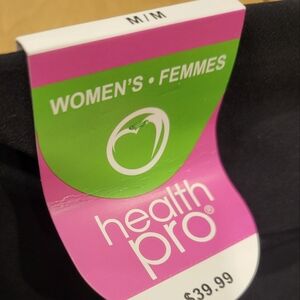 M/M
WOMEN'S • FEMMES
health
pro®
$39.99